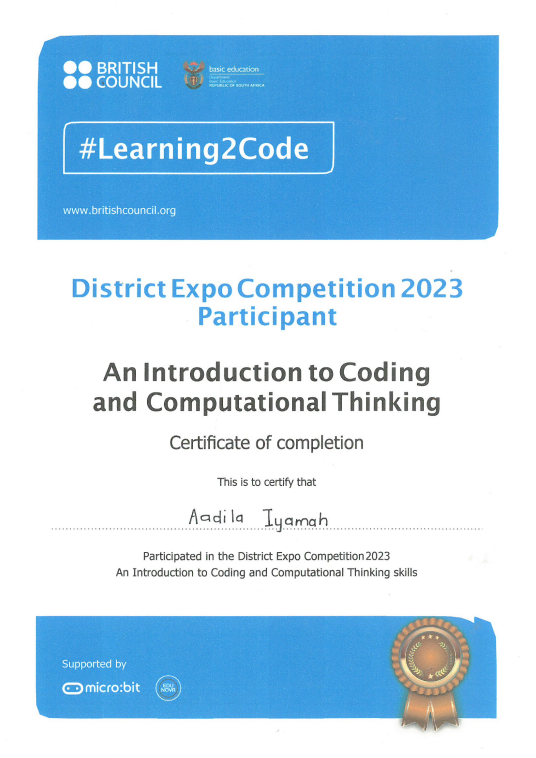 BRITISH
COUNCIL
basic education
Department:
Basic Education
REPUBLIC OF SOUTH AFRICA
#Learning2Code
www.britishcouncil.org
District Expo Competition 2023
Participant
An Introduction to Coding
and Computational Thinking
Certificate of completion
This is to certify that
Aadila Iyamah
Participated in the District Expo Competition 2023
An Introduction to Coding and Computational Thinking skills
Supported by
micro:bit
EDU
NOVA